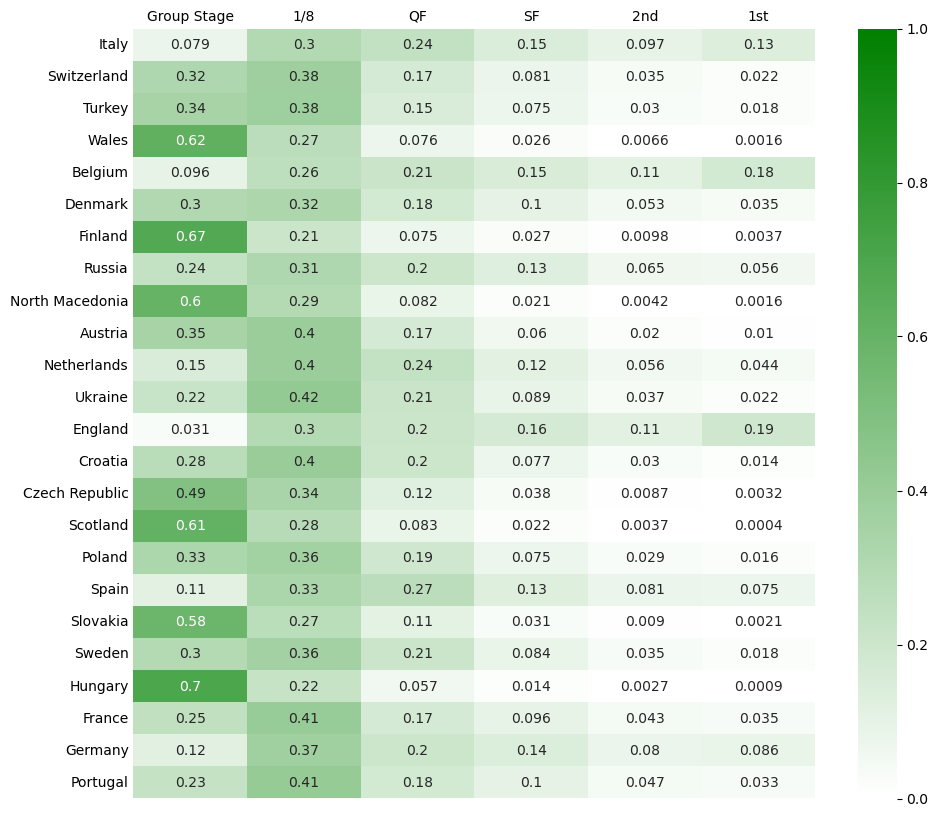 Group Stage 1/8 QF SF 2nd 1st
Italy 0.079 0.3 0.24 0.15 0.097 0.13
Switzerland 0.32 0.38 0.17 0.081 0.035 0.022
Turkey 0.34 0.38 0.15 0.075 0.03 0.018
Wales 0.62 0.27 0.076 0.026 0.0066 0.0016
Belgium 0.096 0.26 0.21 0.15 0.11 0.18
Denmark 0.3 0.32 0.18 0.1 0.053 0.035
Finland 0.67 0.21 0.075 0.027 0.0098 0.0037
Russia 0.24 0.31 0.2 0.13 0.065 0.056
North Macedonia 0.6 0.29 0.082 0.021 0.0042 0.0016
Austria 0.35 0.4 0.17 0.06 0.02 0.01
Netherlands 0.15 0.4 0.24 0.12 0.056 0.044
Ukraine 0.22 0.42 0.21 0.089 0.037 0.022
England 0.031 0.3 0.2 0.16 0.11 0.19
Croatia 0.28 0.4 0.2 0.077 0.03 0.014
Czech Republic 0.49 0.34 0.12 0.038 0.0087 0.0032
Scotland 0.61 0.28 0.083 0.022 0.0037 0.0004
Poland 0.33 0.36 0.19 0.075 0.029 0.016
Spain 0.11 0.33 0.27 0.13 0.081 0.075
Slovakia 0.58 0.27 0.11 0.031 0.009 0.0021
Sweden 0.3 0.36 0.21 0.084 0.035 0.018
Hungary 0.7 0.22 0.057 0.014 0.0027 0.0009
France 0.25 0.41 0.17 0.096 0.043 0.035
Germany 0.12 0.37 0.2 0.14 0.08 0.086
Portugal 0.23 0.41 0.18 0.1 0.047 0.033
1.0
0.8
0.6
0.4
0.2
0.0